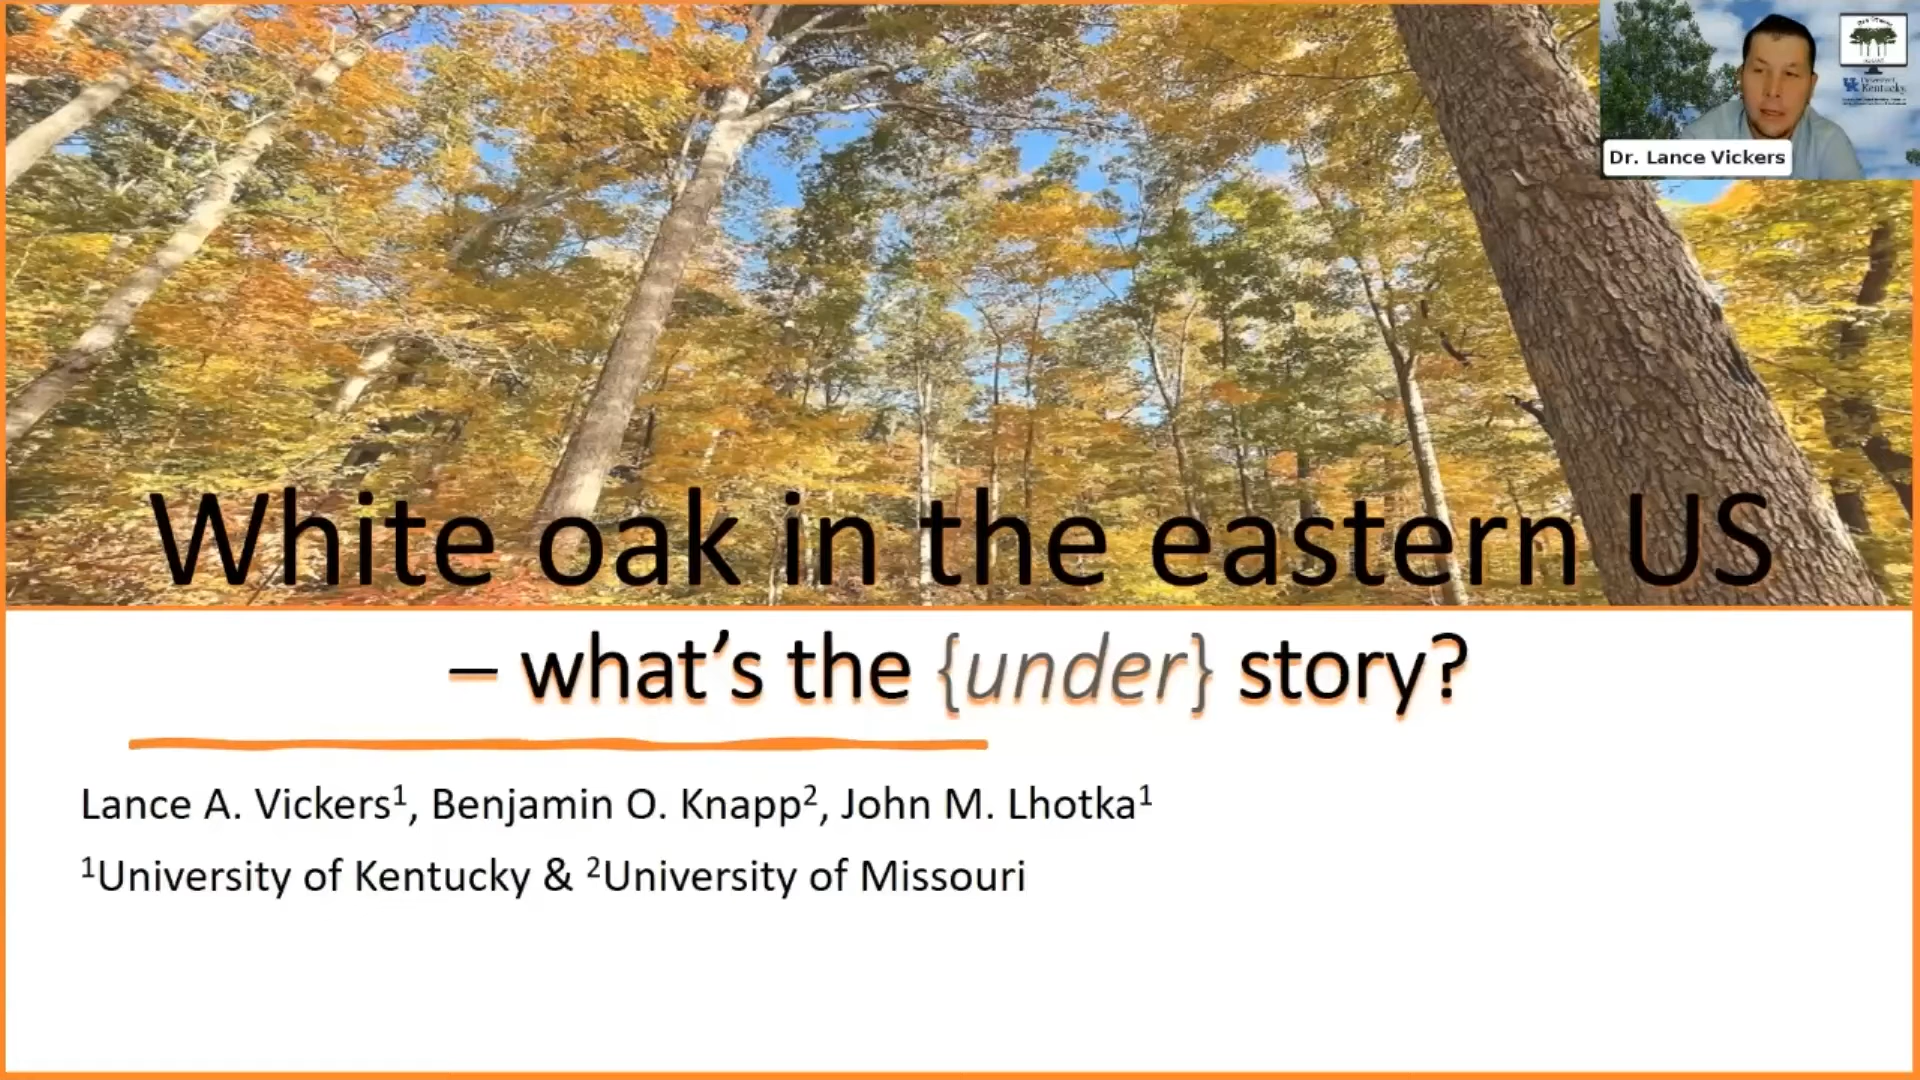 White oak in the eastern US
– what's the {under} story?
Lance A. Vickers¹, Benjamin O. Knapp², John M. Lhotka¹
¹University of Kentucky & ²University of Missouri
Dr. Lance Vickers
Kentucky